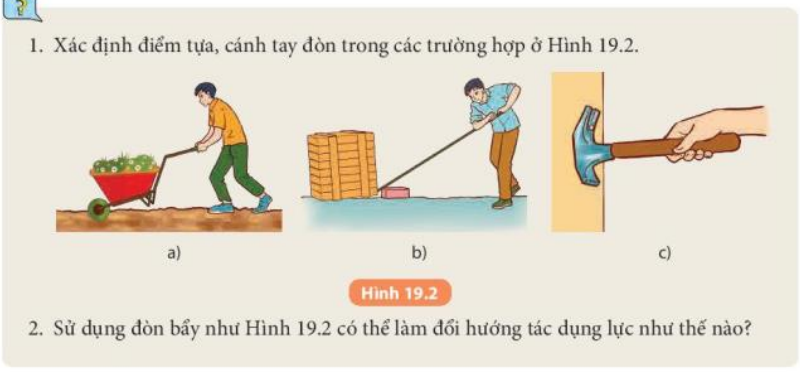 ?
1. Xác định điểm tựa, cánh tay đòn trong các trường hợp ở Hình 19.2.
a) b) c)
Hình 19.2
2. Sử dụng đòn bẩy như Hình 19.2 có thể làm đổi hướng tác dụng lực như thế nào?